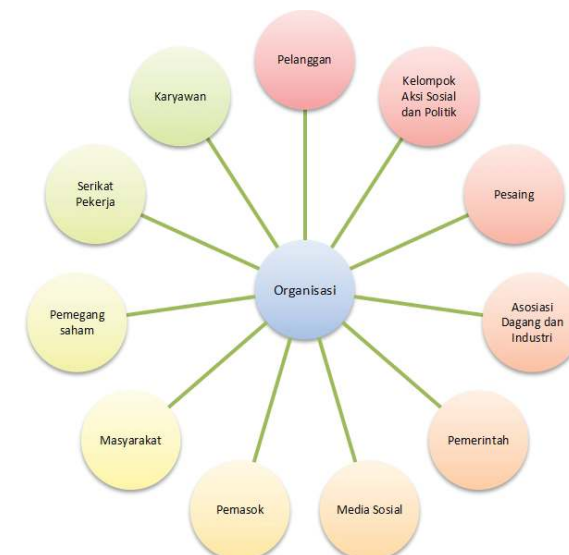 Pelanggan
Kelompok
Aksi Sosial
dan Politik
Pesaing
Asosiasi
Dagang dan
Industri
Pemerintah
Media Sosial
Pemasok
Masyarakat
Pemegang
saham
Serikat
Pekerja
Karyawan
Organisasi